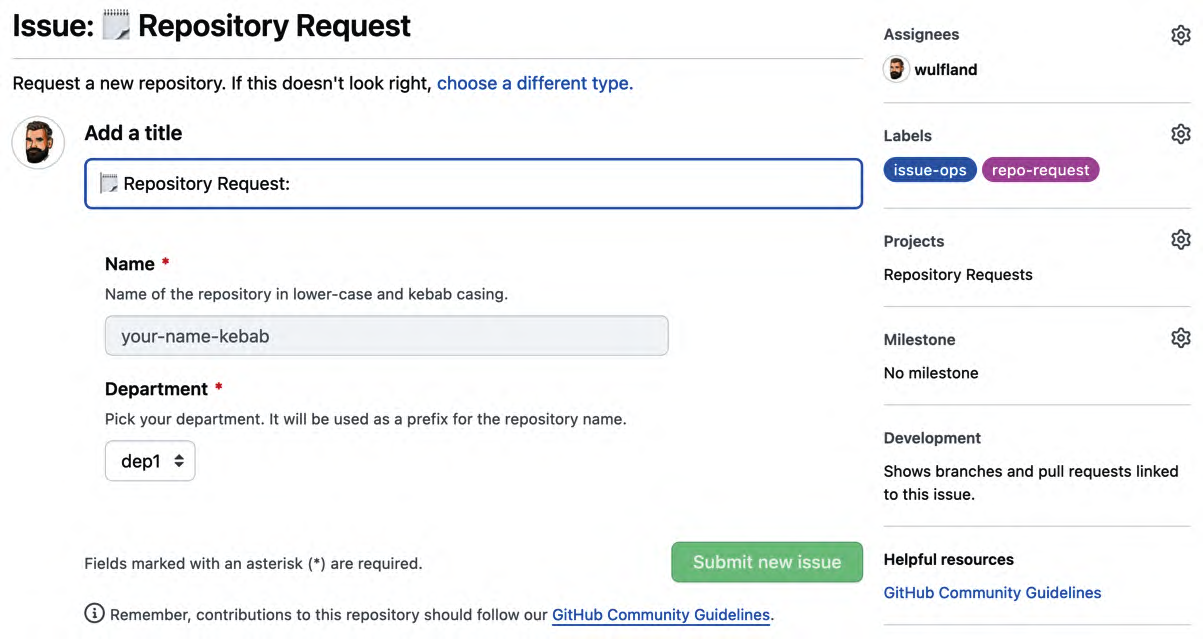 Issue: Repository Request
Request a new repository. If this doesn't look right, choose a different type.
Add a title
Repository Request:
Name *
Name of the repository in lower-case and kebab casing.
your-name-kebab
Department *
Pick your department. It will be used as a prefix for the repository name.
dep1
Fields marked with an asterisk (*) are required.
Submit new issue
Remember, contributions to this repository should follow our GitHub Community Guidelines.
Assignees
wulfland
Labels
issue-ops repo-request
Projects
Repository Requests
Milestone
No milestone
Development
Shows branches and pull requests linked
to this issue.
Helpful resources
GitHub Community Guidelines